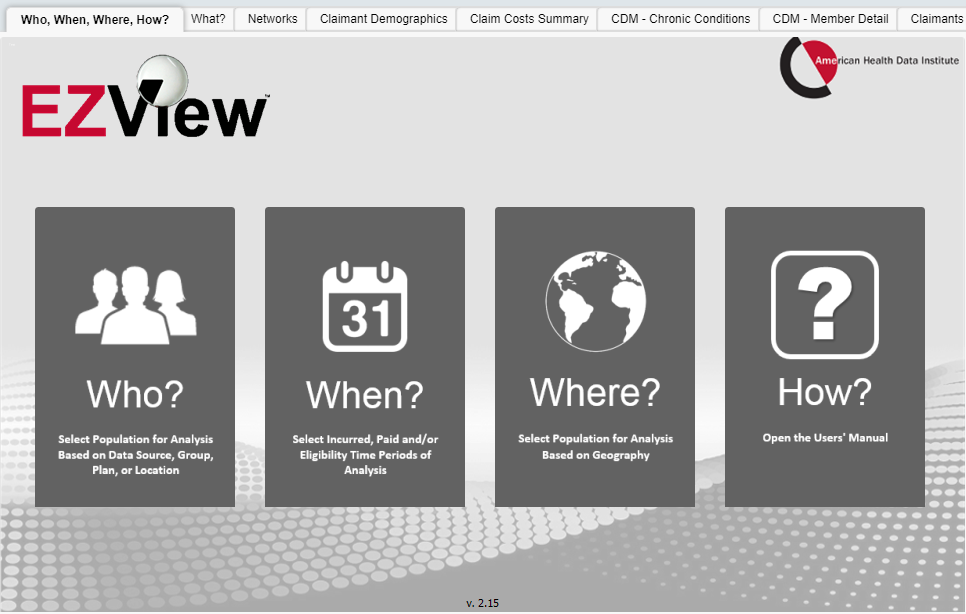 Who, When, Where, How?
What?
Networks
Claimant Demographics
Claim Costs Summary
CDM - Chronic Conditions
CDM - Member Detail
Claimants
American Health Data Institute
EZView™
31
?
Who?
When?
Where?
How?
Select Population for Analysis
Based on Data Source, Group,
Plan, or Location
Select Incurred, Paid and/or
Eligibility Time Periods of
Analysis
Select Population for Analysis
Based on Geography
Open the Users' Manual
v. 2.15